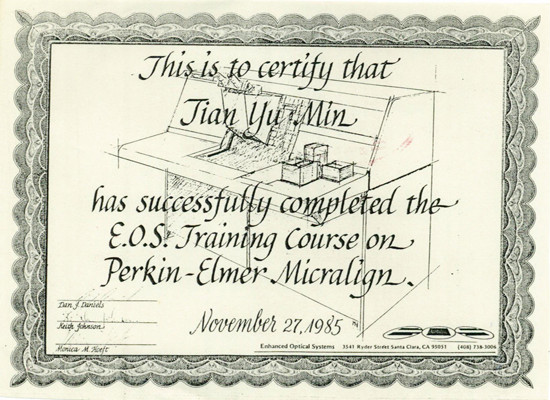 This is to certify that
Tian Yu Min
has successfully completed the
E.O.S. Training Course on
Perkin-Elmer Micralign.
Dan J. Daniels
Keith Johnson
Monica M. Hoeft
November 27, 1985
Enhanced Optical Systems 3541 Ryder Street Santa Clara, CA 95051 (408) 738-3006